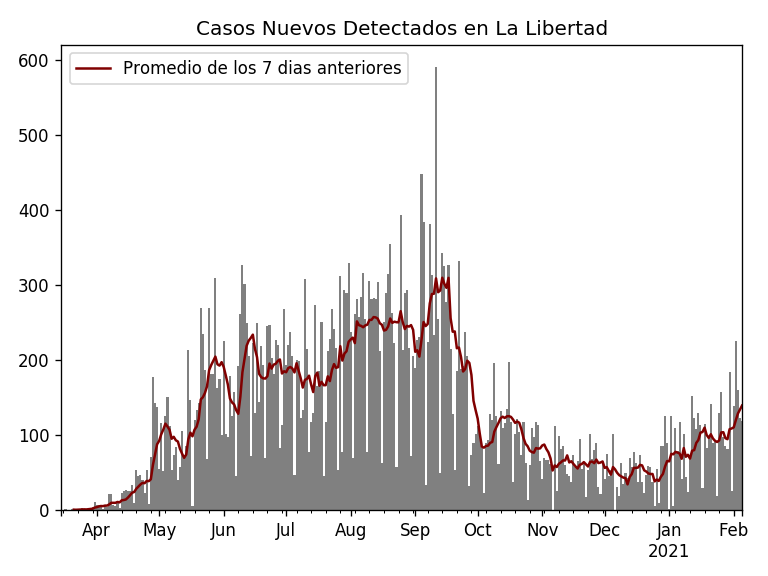 Casos Nuevos Detectados en La Libertad
Promedio de los 7 dias anteriores
600
500
400
300
200
100
0
Apr May Jun Jul Aug Sep Oct Nov Dec Jan Feb
2021